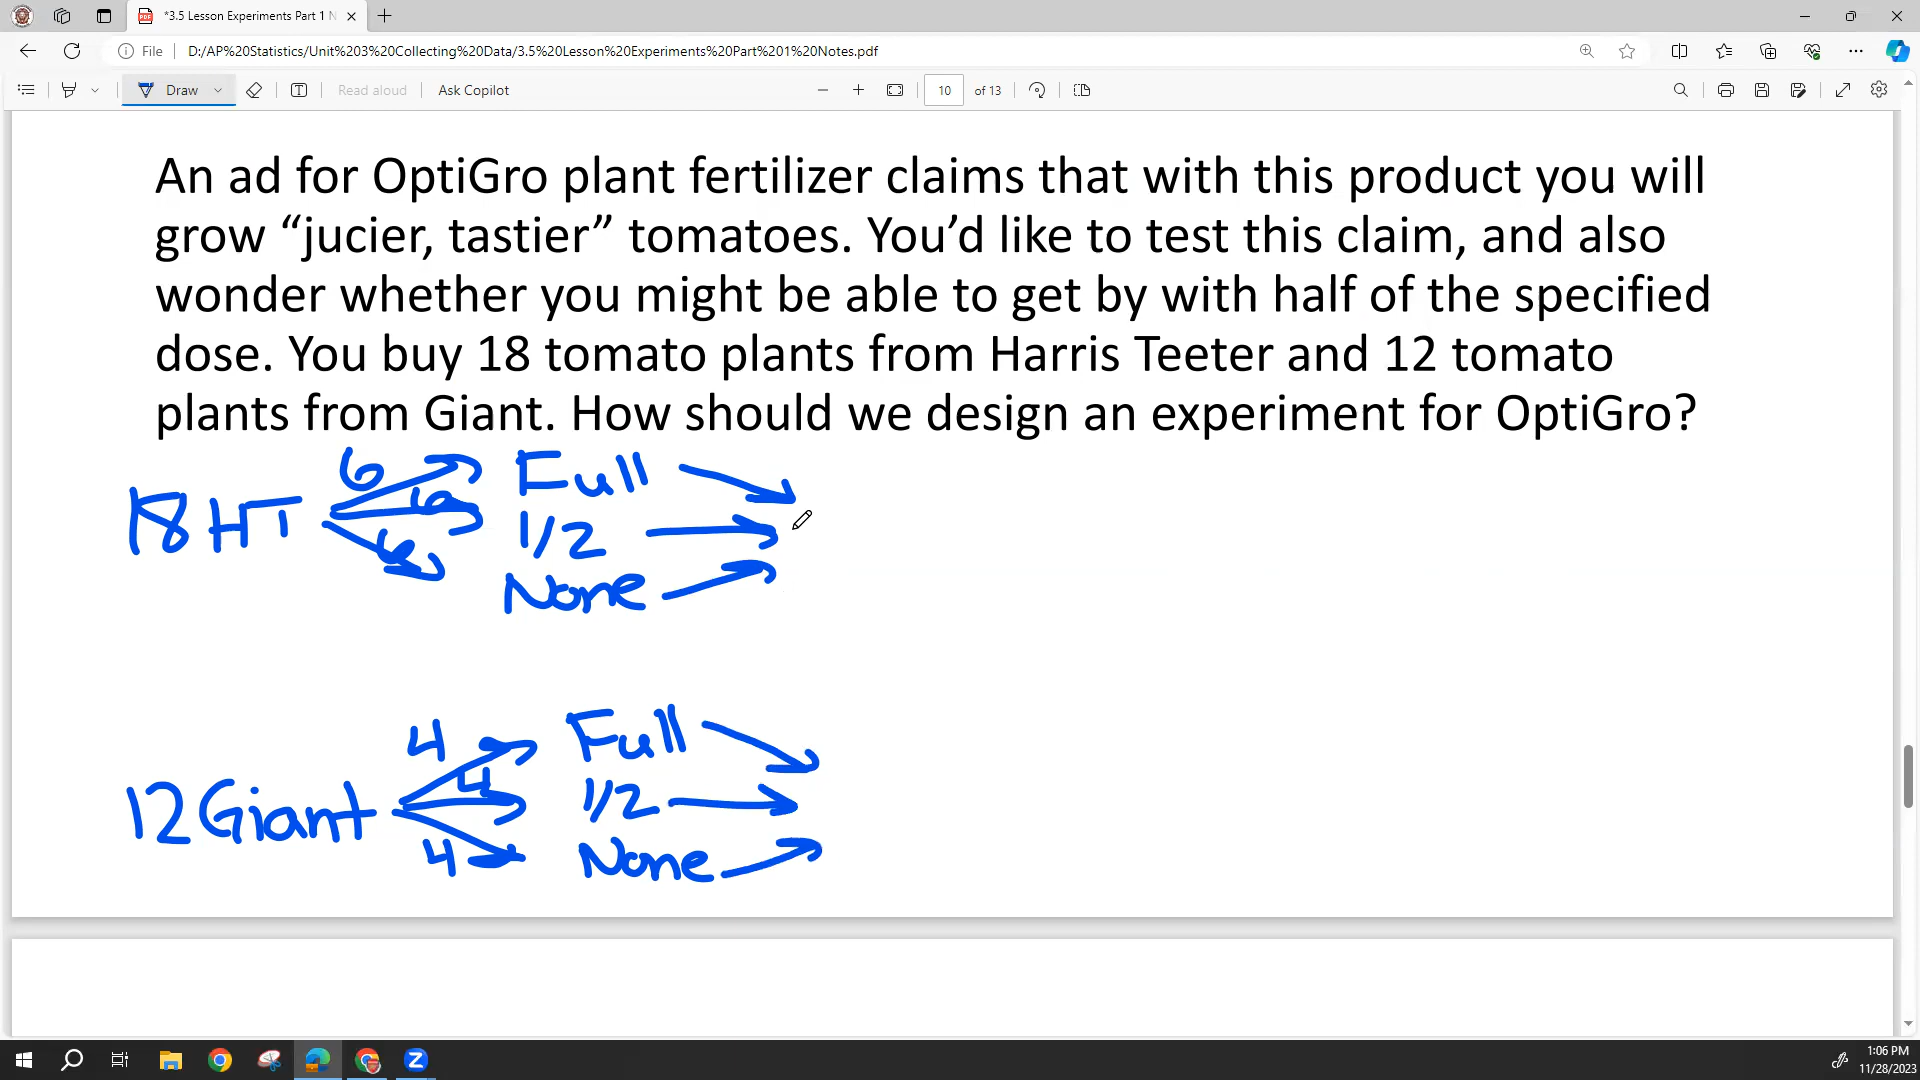 *3.5 Lesson Experiments Part 1 N
File D:/AP%20Statistics/Unit%203%20Collecting%20Data/3.5%20Lesson%20Experiments%20Part%201%20Notes.pdf
Draw Read aloud Ask Copilot 10 of 13
An ad for OptiGro plant fertilizer claims that with this product you will
grow “jucier, tastier” tomatoes. You’d like to test this claim, and also
wonder whether you might be able to get by with half of the specified
dose. You buy 18 tomato plants from Harris Teeter and 12 tomato
plants from Giant. How should we design an experiment for OptiGro?
6 Full
18 HT 6 1/2
6 None
4 Full
12 Giant 4 1/2
4 None
1:06 PM
11/28/2023